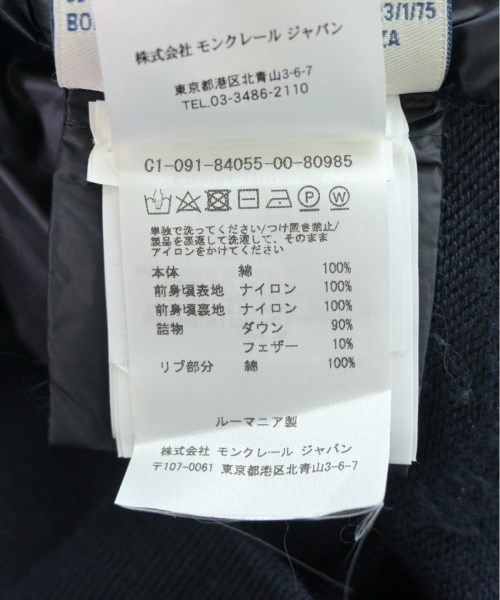 BO
3/1/75
ZA
株式会社 モンクレール ジャパン
東京都港区北青山3-6-7
TEL.03-3486-2110
C1-091-84055-00-80985
P W
単独で洗ってください/つけ置き禁止/
製品を裏返して洗濯して、そのまま
アイロンをかけてください
本体 綿 100%
前身頃表地 ナイロン 100%
前身頃裏地 ナイロン 100%
詰物 ダウン 90%
フェザー 10%
リブ部分 綿 100%
ルーマニア製
株式会社 モンクレール ジャパン
〒107-0061 東京都港区北青山3-6-7